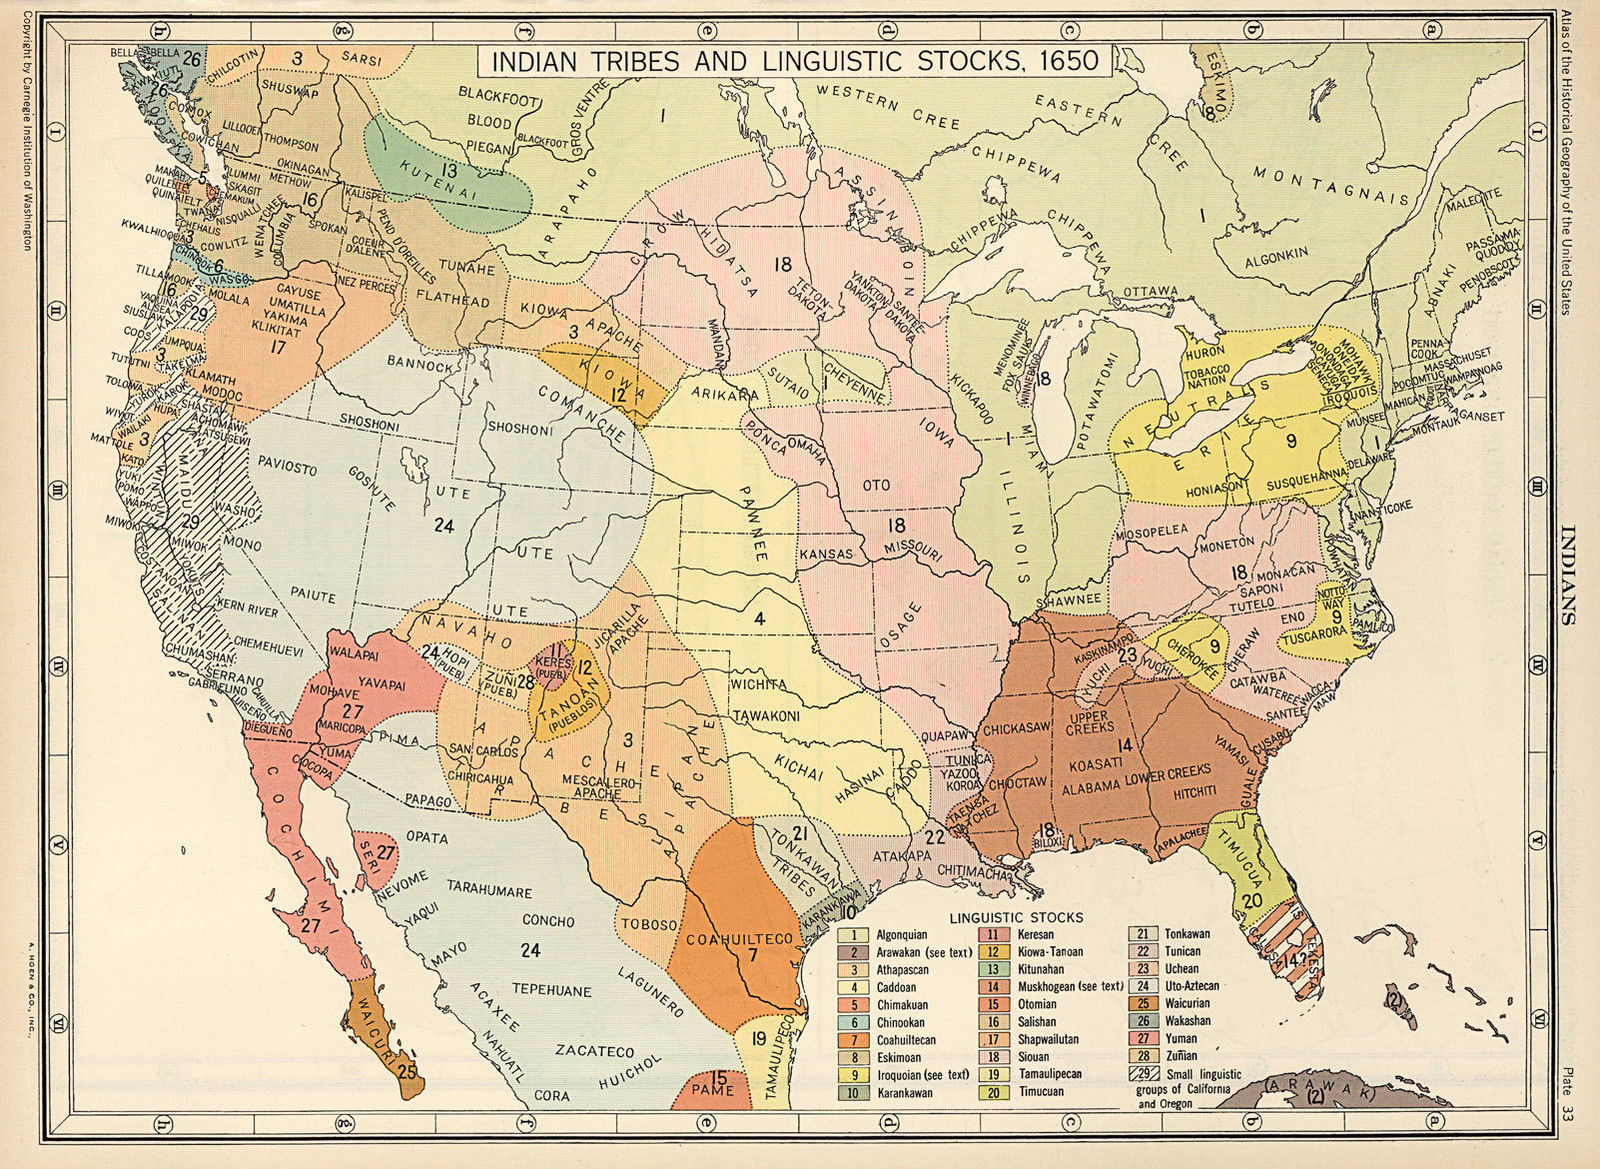 INDIAN TRIBES AND LINGUISTIC STOCKS, 1650
Atlas of the Historical Geography of the United States
INDIANS
Plate 33
Copyright by Carnegie Institution of Washington
A. HOEN & CO., INC.
h
g
f
e
d
c
b
a
I
II
III
IV
V
VI
BELLA BELLA
26
CHILCOTIN
3
SARSI
WAKIUTL
26
NOOTKA
COMOX
SHUSWAP
LILLOOET
THOMPSON
COWICHAN
OKINAGAN
METHOW
LUMMI
SKAGIT
MAKAH
5
QUILEUTE
QUINAIELT
TWANA
NISQUALLI
CHEHALIS
KWALHIOQUA
3
COWLITZ
WENATCHEE
COLUMBIA
16
SPOKAN
KALISPEL
COEUR
D'ALENE
PEND D'OREILLES
CHINOOK
6
WASCO
TILLAMOOK
16
MOLALA
YAQUINA
ALSEA
SIUSLAW
KALAPOOIA
29
COOS
UMPQUA
3
TAKELMA
TUTUTNI
CAYUSE
UMATILLA
YAKIMA
KLIKITAT
17
NEZ PERCES
TUNAHE
FLATHEAD
KLAMATH
MODOC
TOLOWA
YUROK
KAROK
SHASTA
HUPA
WIYOT
WAILAKI
MATTOLE
3
KATO
YUKI
POMO
WAPPO
MIWOK
ACHOMAWI
ATSUGEWI
WINTUN
MAIDU
29
MIWOK
WASHO
MONO
COSTANOAN
YOKUTS
SALINAN
KERN RIVER
CHUMASHAN
CHEMEHUEVI
SERRANO
GABRIELINO
CAHUILLA
LUISEÑO
DIEGUEÑO
13
KUTENAI
BLACKFOOT
BLOOD
PIEGAN
BLACKFOOT
GROS VENTRE
1
ARAPAHO
WESTERN CREE
EASTERN CREE
CHIPPEWA
ESKIMO
8
MONTAGNAIS
1
ALGONKIN
MALECITE
PASSAMA
QUODDY
PENNOBSCOT
ABNAKI
PENNA
COOK
MASSACHUSET
POCOMTUC
WAMPANOAG
MAHICAN
NARRAGANSET
MONTAUK
MUNSEE
DELAWARE
1
NANTICOKE
POWHATAN
ASSINIBOIN
CROW
HIDATSA
18
MANDAN
TETON-
DAKOTA
YANKTON-
DAKOTA
SANTEE-
DAKOTA
CHIPPEWA
CHIPPEWA
OTTAWA
MENOMINEE
FOX SAUKS
WINNEBAGO
18
KICKAPOO
POTAWATOMI
1
MIAMI
ILLINOIS
SHAWNEE
HURON
TOBACCO
NATION
NEUTRALS
MOHAWK
ONEIDA
ONONDAGA
CAYUGA
SENECA
IROQUOIS
ERIE
9
HONIASONT
SUSQUEHANNA
KIOWA APACHE
3
KIOWA
12
BANNOCK
COMANCHE
SHOSHONI
SHOSHONI
PAVIOSTO
GOSIUTE
UTE
24
UTE
PAIUTE
UTE
ARIKARA
SUTAIO
1
CHEYENNE
PONCA
OMAHA
IOWA
OTO
18
PAWNEE
KANSAS
MISSOURI
OSAGE
4
WICHITA
TAWAKONI
KICHAI
HASINAI
CADDO
QUAPAW
NAVAHO
24
HOPI
(PUEB)
11
KERES
(PUEB)
12
TANOAN
(PUEBLOS)
ZUÑI
(PUEB)
28
JICARILLA
APACHE
WALAPAI
YAVAPAI
MOHAVE
27
MARICOPA
YUMA
COCOPA
PIMA
PAPAGO
SAN CARLOS
CHIRICAHUA
APACHE
TRIBES
3
MESCALERO
APACHE
LIPAN APACHE
COCHIMI
27
SERI
27
OPATA
NEVOME
YAQUI
MAYO
TARAHUMARE
CONCHO
24
TEPEHUANE
ACAXEE
NAHUATL
LAGUNERO
ZACATECO
HUICHOL
CORA
TOBOSO
COAHUILTECO
7
19
TAMAULIPECO
15
PAME
WAICURI
25
21
TONKAWAN
TRIBES
KARANKAWA
10
ATAKAPA
22
CHITIMACHA
TUNICA
YAZOO
KOROA
TAENSA
NATCHEZ
CHICKASAW
CHOCTAW
UPPER
CREEKS
14
KOASATI
ALABAMA
LOWER CREEKS
HITCHITI
18
BILOXI
APALACHEE
KASKINAMPO
23
YUCHI
YUCHI
CHEROKEE
9
MOSOPELEA
MONETON
18
MONACAN
SAPONI
TUTELO
ENO
CHERAW
CATAWBA
WATEREE
WACCA-
MAW
SANTEE
NOTTO-
WAY
9
TUSCARORA
PAMLICO
YAMASI
CUSABO
GUALE
TIMUCUA
20
AIS
CALUSA
TEKESTA
14?
(2)
(ARAWAK)
(2)
LINGUISTIC STOCKS
1 Algonquian
2 Arawakan (see text)
3 Athapascan
4 Caddoan
5 Chimakuan
6 Chinookan
7 Coahuiltecan
8 Eskimoan
9 Iroquoian (see text)
10 Karankawan
11 Keresan
12 Kiowa-Tanoan
13 Kitunahan
14 Muskhogean (see text)
15 Otomian
16 Salishan
17 Shapwailutan
18 Siouan
19 Tamaulipecan
20 Timucuan
21 Tonkawan
22 Tunican
23 Uchean
24 Uto-Aztecan
25 Waicurian
26 Wakashan
27 Yuman
28 Zuñian
29 Small linguistic
groups of California
and Oregon